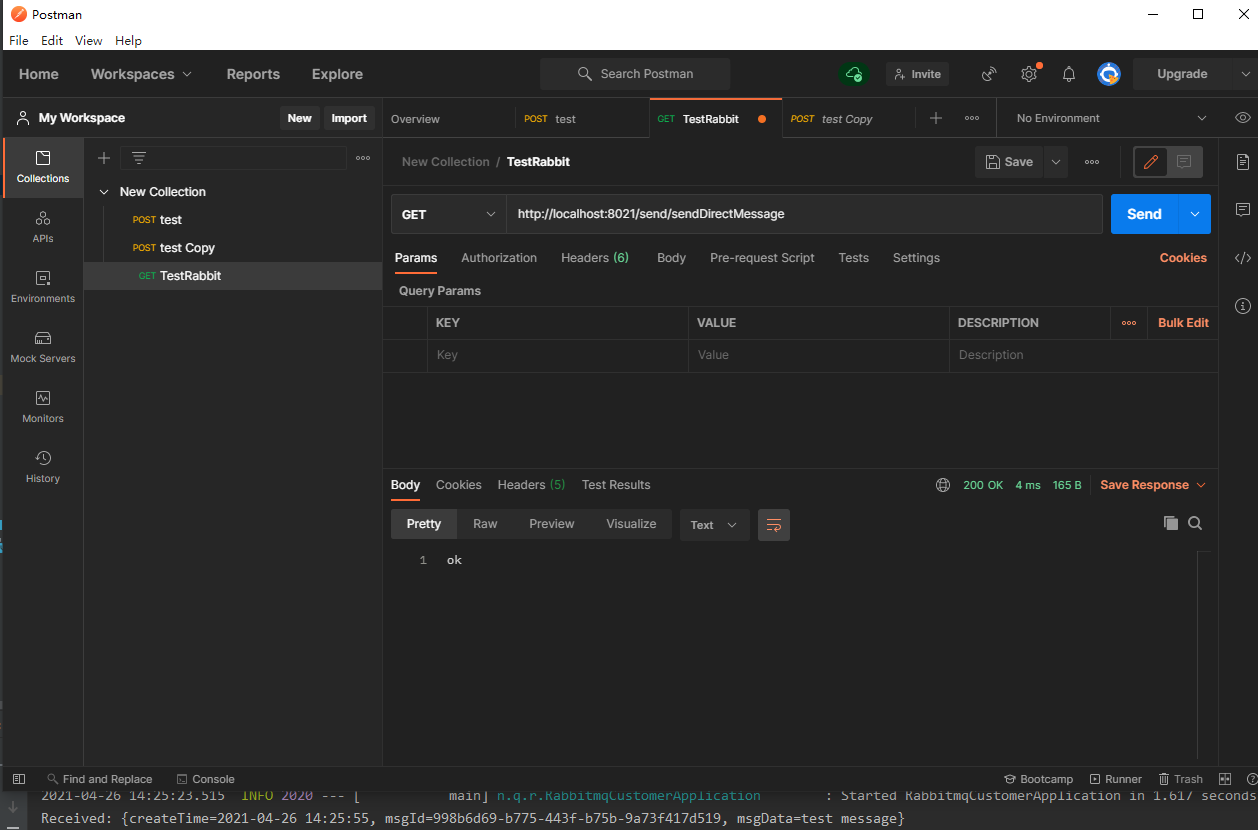 Postman
File Edit View Help
Home Workspaces Reports Explore Search Postman Invite Upgrade
My Workspace New Import Overview POST test GET TestRabbit POST test Copy No Environment
New Collection / TestRabbit Save
Collections
New Collection
POST test
POST test Copy
GET TestRabbit
APIs
Environments
Mock Servers
Monitors
History
GET http://localhost:8021/send/sendDirectMessage Send
Params Authorization Headers (6) Body Pre-request Script Tests Settings Cookies
Query Params
KEY VALUE DESCRIPTION Bulk Edit
Key Value Description
Body Cookies Headers (5) Test Results 200 OK 4 ms 165 B Save Response
Pretty Raw Preview Visualize Text
1 ok
Find and Replace Console Bootcamp Runner Trash
2021-04-26 14:25:23.515 INFO 2020 --- [ main] n.q.r.RabbitmqCustomerApplication : Started RabbitmqCustomerApplication in 1.617 seconds
Received: {createTime=2021-04-26 14:25:55, msgId=998b6d69-b775-443f-b75b-9a73f417d519, msgData=test message}